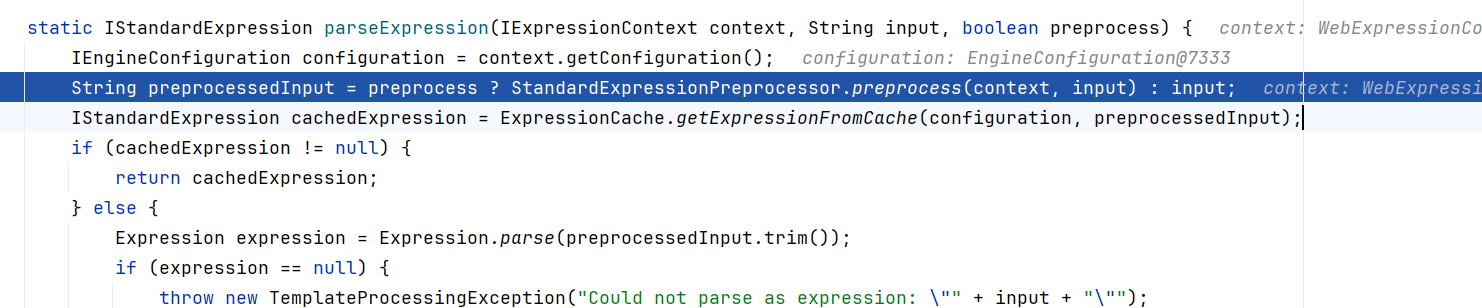 static IStandardExpression parseExpression(IExpressionContext context, String input, boolean preprocess) {   context: WebExpressionCo
    IEngineConfiguration configuration = context.getConfiguration();   configuration: EngineConfiguration@7333
    String preprocessedInput = preprocess ? StandardExpressionPreprocessor.preprocess(context, input) : input;   context: WebExpressi
    IStandardExpression cachedExpression = ExpressionCache.getExpressionFromCache(configuration, preprocessedInput);
    if (cachedExpression != null) {
        return cachedExpression;
    } else {
        Expression expression = Expression.parse(preprocessedInput.trim());
        if (expression == null) {
            throw new TemplateProcessingException("Could not parse as expression: \"" + input + "\"");